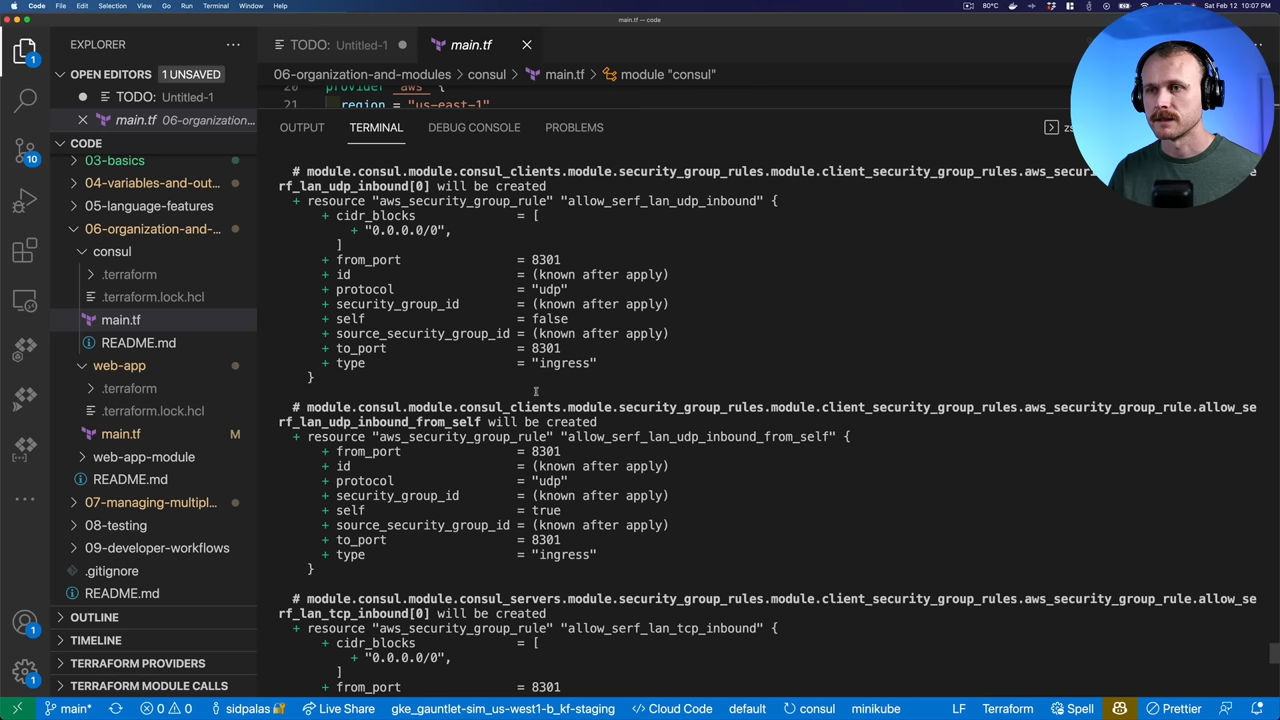 Code File Edit Selection View Go Run Terminal Window Help
80°C Sat Feb 12 10:07 PM
main.tf — code
EXPLORER
TODO: Untitled-1
main.tf
OPEN EDITORS 1 UNSAVED
06-organization-and-modules > consul > main.tf > module "consul"
TODO: Untitled-1
20 provider "aws" {
21 region = "us-east-1"
main.tf 06-organization...
OUTPUT TERMINAL DEBUG CONSOLE PROBLEMS
CODE
03-basics
04-variables-and-out...
05-language-features
06-organization-and-...
consul
.terraform
.terraform.lock.hcl
main.tf
README.md
web-app
.terraform
.terraform.lock.hcl
main.tf M
web-app-module
README.md
07-managing-multipl...
08-testing
09-developer-workflows
.gitignore
README.md
OUTLINE
TIMELINE
TERRAFORM PROVIDERS
TERRAFORM MODULE CALLS
# module.consul.module.consul_clients.module.security_group_rules.module.client_security_group_rules.aws_secu
rf_lan_udp_inbound[0] will be created
+ resource "aws_security_group_rule" "allow_serf_lan_udp_inbound" {
+ cidr_blocks = [
+ "0.0.0.0/0",
]
+ from_port = 8301
+ id = (known after apply)
+ protocol = "udp"
+ security_group_id = (known after apply)
+ self = false
+ source_security_group_id = (known after apply)
+ to_port = 8301
+ type = "ingress"
}
# module.consul.module.consul_clients.module.security_group_rules.module.client_security_group_rules.aws_security_group_rule.allow_se
rf_lan_udp_inbound_from_self will be created
+ resource "aws_security_group_rule" "allow_serf_lan_udp_inbound_from_self" {
+ from_port = 8301
+ id = (known after apply)
+ protocol = "udp"
+ security_group_id = (known after apply)
+ self = true
+ source_security_group_id = (known after apply)
+ to_port = 8301
+ type = "ingress"
}
# module.consul.module.consul_servers.module.security_group_rules.module.client_security_group_rules.aws_security_group_rule.allow_se
rf_lan_tcp_inbound[0] will be created
+ resource "aws_security_group_rule" "allow_serf_lan_tcp_inbound" {
+ cidr_blocks = [
+ "0.0.0.0/0",
]
+ from_port = 8301
main* 0 0 sidpalas Live Share gke_gauntlet-sim_us-west1-b_kf-staging Cloud Code default consul minikube LF Terraform Spell Prettier